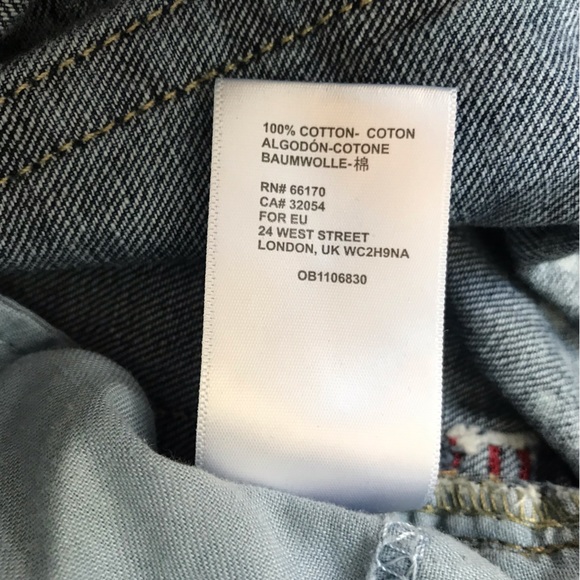 100% COTTON- COTON
ALGODÓN-COTONE
BAUMWOLLE-棉
RN# 66170
CA# 32054
FOR EU
24 WEST STREET
LONDON, UK WC2H9NA
OB1106830